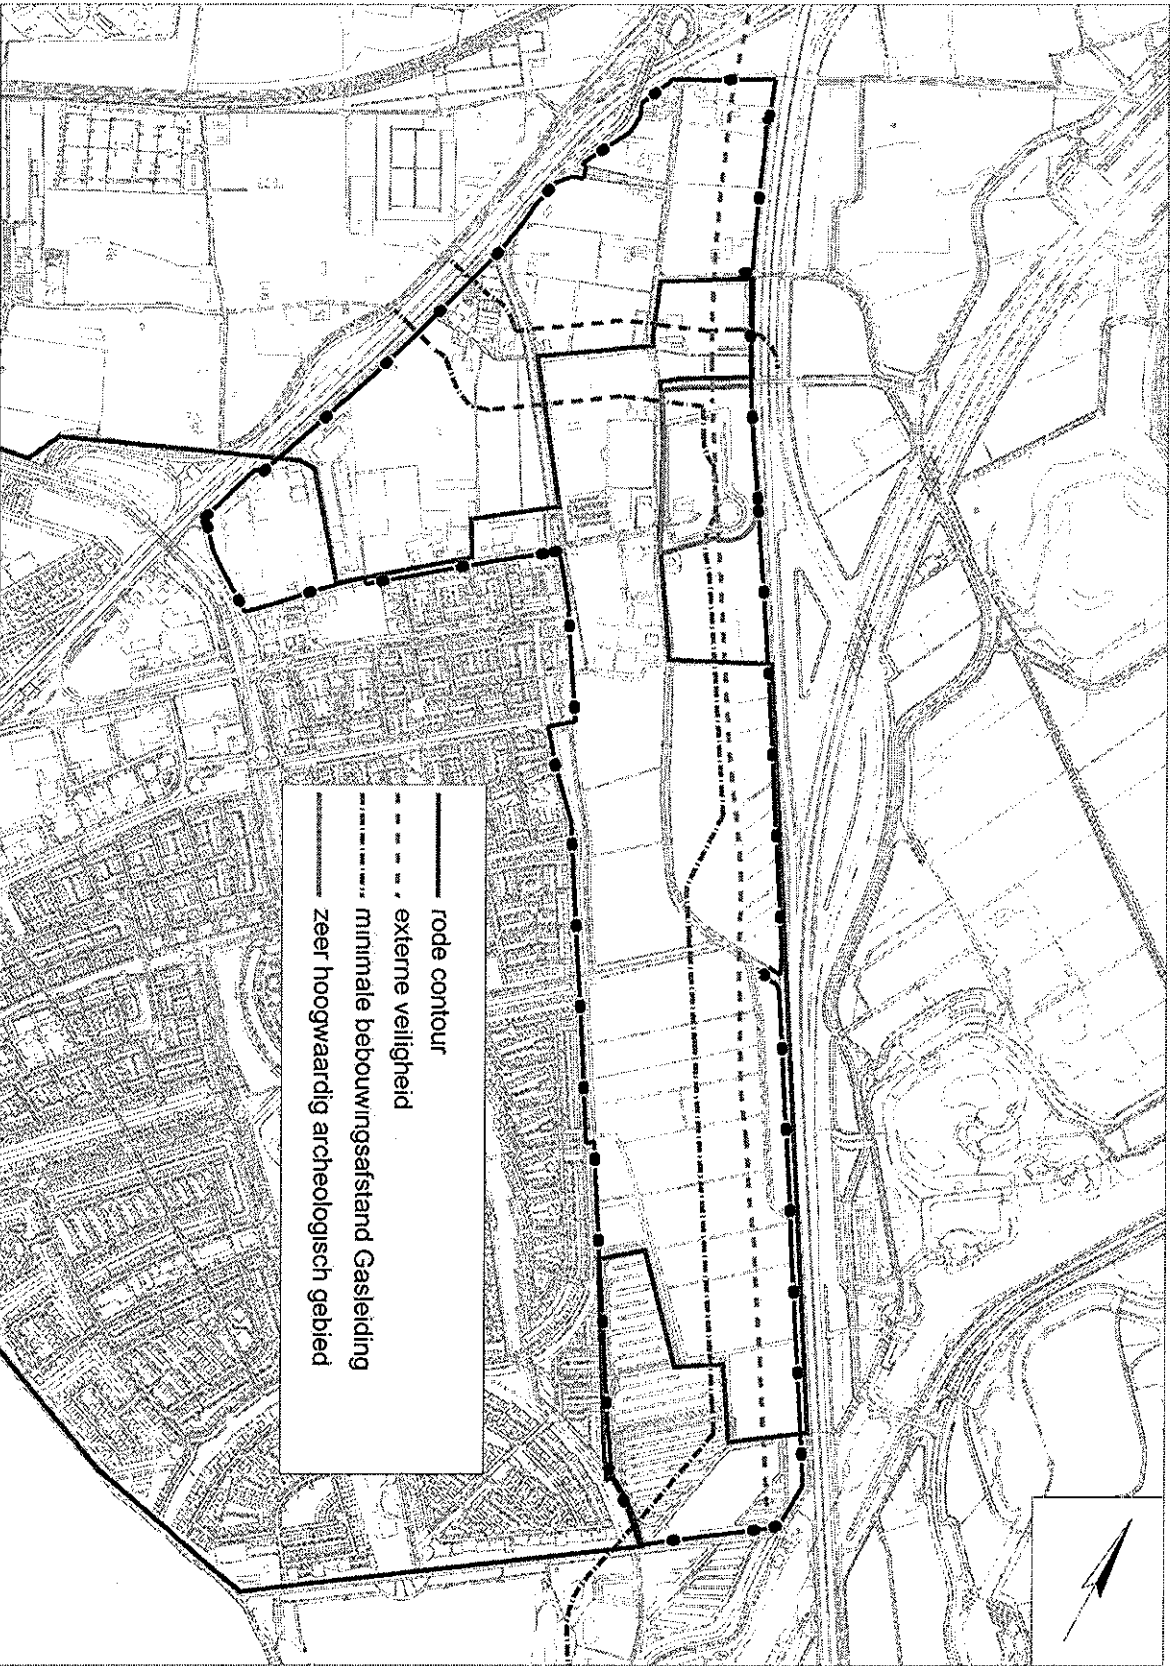 rode contour
externe veiligheid
minimale bebouwingsafstand Gasleiding
zeer hoogwaardig archeologisch gebied